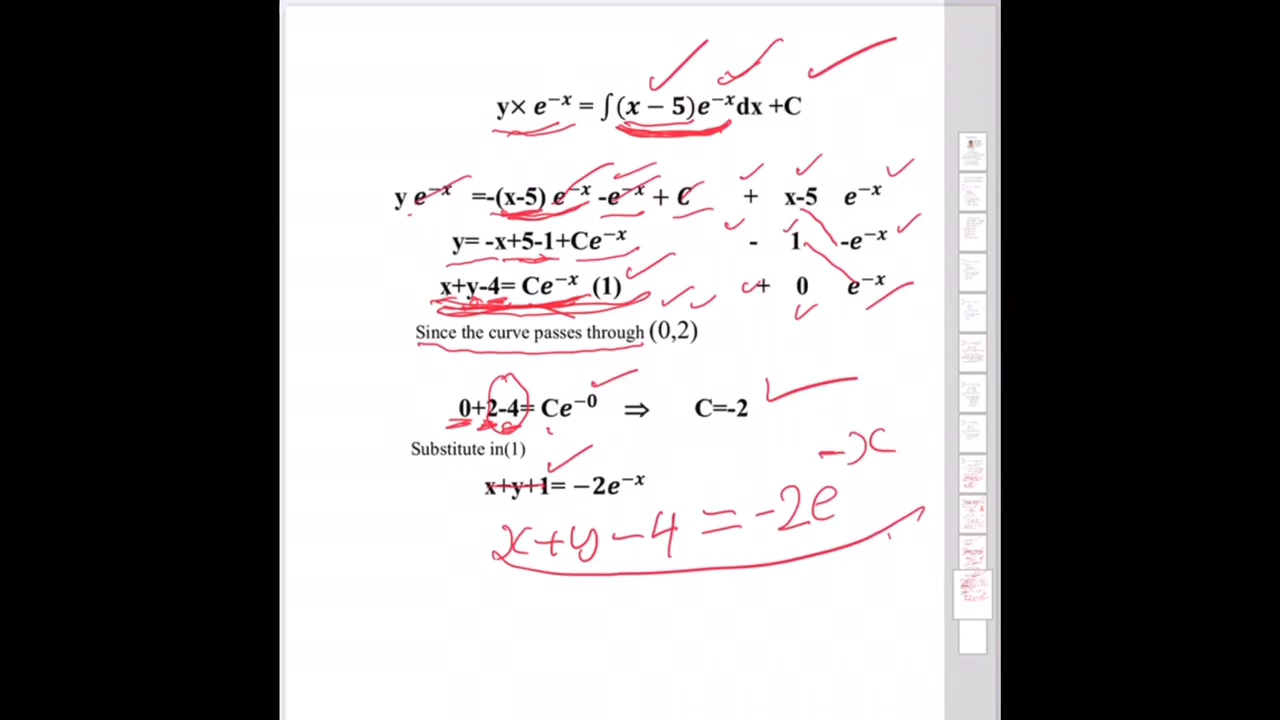 y× e⁻ˣ = ∫(x − 5)e⁻ˣdx +C
y e⁻ˣ =-(x-5) e⁻ˣ -e⁻ˣ + C + x-5 e⁻ˣ
y= -x+5-1+Ce⁻ˣ - 1 -e⁻ˣ
x+y-4= Ce⁻ˣ (1) + 0 e⁻ˣ
Since the curve passes through (0,2)
0+2-4= Ce⁻⁰ ⇒ C=-2
Substitute in(1)
x+y+1= −2e⁻ˣ
x+y-4 = -2e⁻ˣ